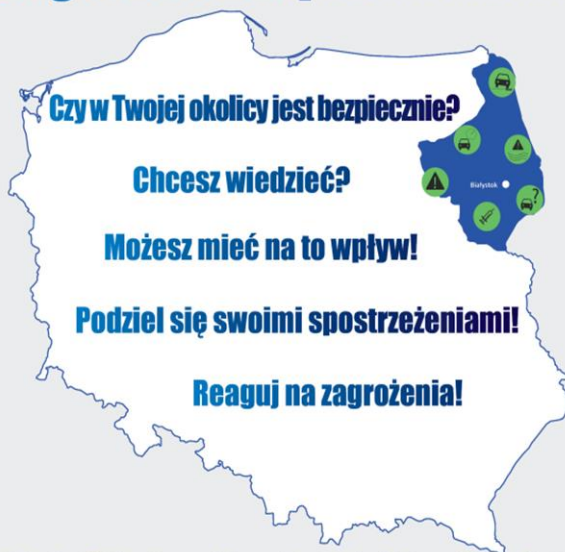 Czy w Twojej okolicy jest bezpiecznie?
Chcesz wiedzieć?
Białystok
Możesz mieć na to wpływ!
Podziel się swoimi spostrzeżeniami!
Reaguj na zagrożenia!